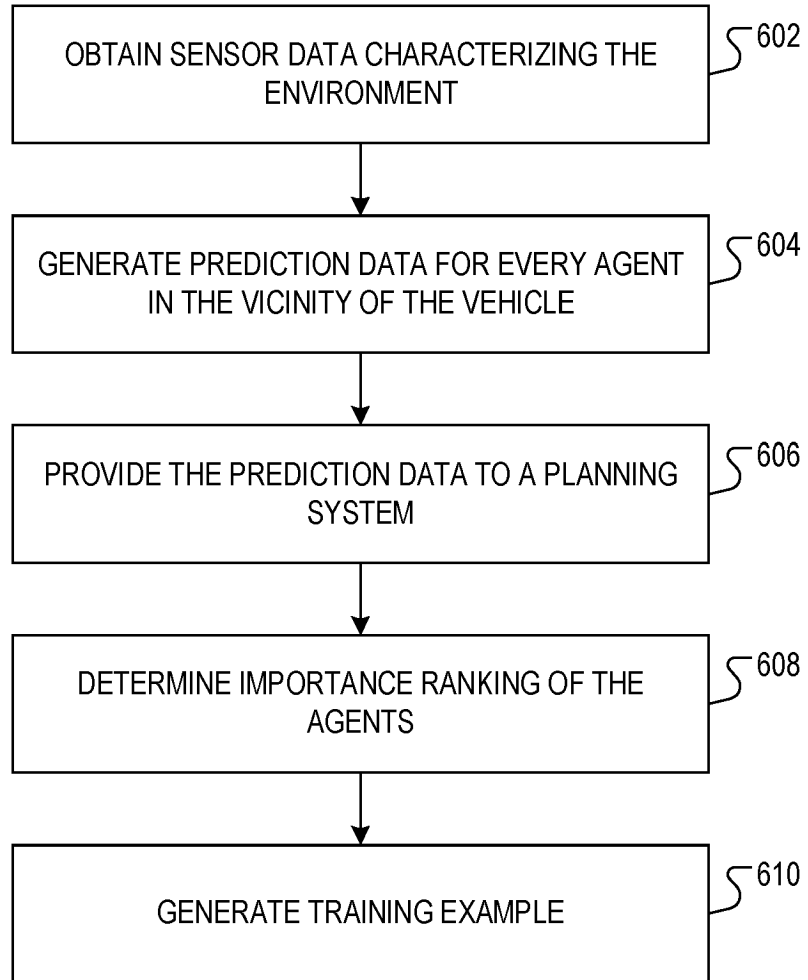 OBTAIN SENSOR DATA CHARACTERIZING THE
ENVIRONMENT
602
GENERATE PREDICTION DATA FOR EVERY AGENT
IN THE VICINITY OF THE VEHICLE
604
PROVIDE THE PREDICTION DATA TO A PLANNING
SYSTEM
606
DETERMINE IMPORTANCE RANKING OF THE
AGENTS
608
GENERATE TRAINING EXAMPLE
610